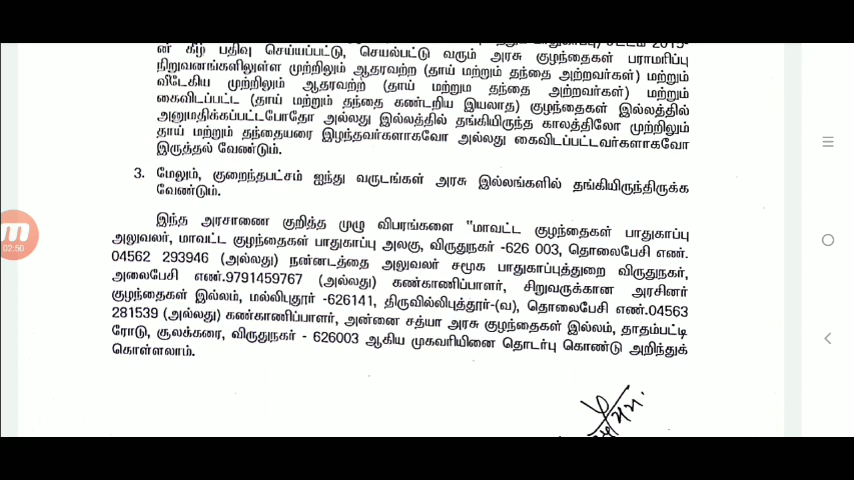 ன் கீழ் பதிவு செய்யப்பட்டு, செயல்பட்டு வரும் அரசு குழந்தைகள் பராமரிப்பு
நிறுவனங்களிலுள்ள முற்றிலும் ஆதரவற்ற (தாய் மற்றும் தந்தை அற்றவர்கள்) மற்றும்
வீடேகிய முற்றிலும் ஆதரவற்ற் (தாய் மற்றும தந்தை அற்றவர்கள்) மற்றும்
கைவிடப்பட்ட (தாய் மற்றும் தந்தை கண்டறிய இயலாத) குழந்தைகள் இல்லத்தில்
அனுமதிக்கப்பட்டபோதோ அல்லது இல்லத்தில் தங்கியிருந்த காலத்திலோ முற்றிலும்
தாய் மற்றும் தந்தையரை இழந்தவர்களாகவோ அல்லது கைவிடப்பட்டவர்களாகவோ
இருத்தல் வேண்டும்.
3. மேலும், குறைந்தபட்சம் ஐந்து வருடங்கள் அரசு இல்லங்களில் தங்கியிருந்திருக்க
வேண்டும்.
இந்த அரசாணை குறித்த முழு விபரங்களை "மாவட்ட குழந்தைகள் பாதுகாப்பு
அலுவலர், மாவட்ட குழந்தைகள் பாதுகாப்பு அலகு, விருதுநகர் -626 003, தொலைபேசி எண்.
04562 293946 (அல்லது) நன்னடத்தை அலுவலர் சமூக பாதுகாப்புத்துறை விருதுநகர்,
அலைபேசி எண்.9791459767 (அல்லது) கண்காணிப்பாளர், சிறுவருக்கான அரசினர்
குழந்தைகள் இல்லம், மல்லிபுதூர் -626141, திருவில்லிபுத்தூர்-(வ), தொலைபேசி எண்.04563
281539 (அல்லது) கண்காணிப்பாளர், அன்னை சத்யா அரசு குழந்தைகள் இல்லம், தாதம்பட்டி
ரோடு, சூலக்கரை, விருதுநகர் - 626003 ஆகிய முகவரியினை தொடர்பு கொண்டு அறிந்துக்
கொள்ளலாம்.
02:50